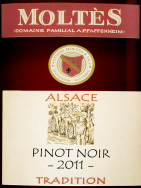 MOLTÈS
DOMAINE FAMILIAL A PFAFFENHEIM
ALSACE
PINOT NOIR
- 2011 -
TRADITION